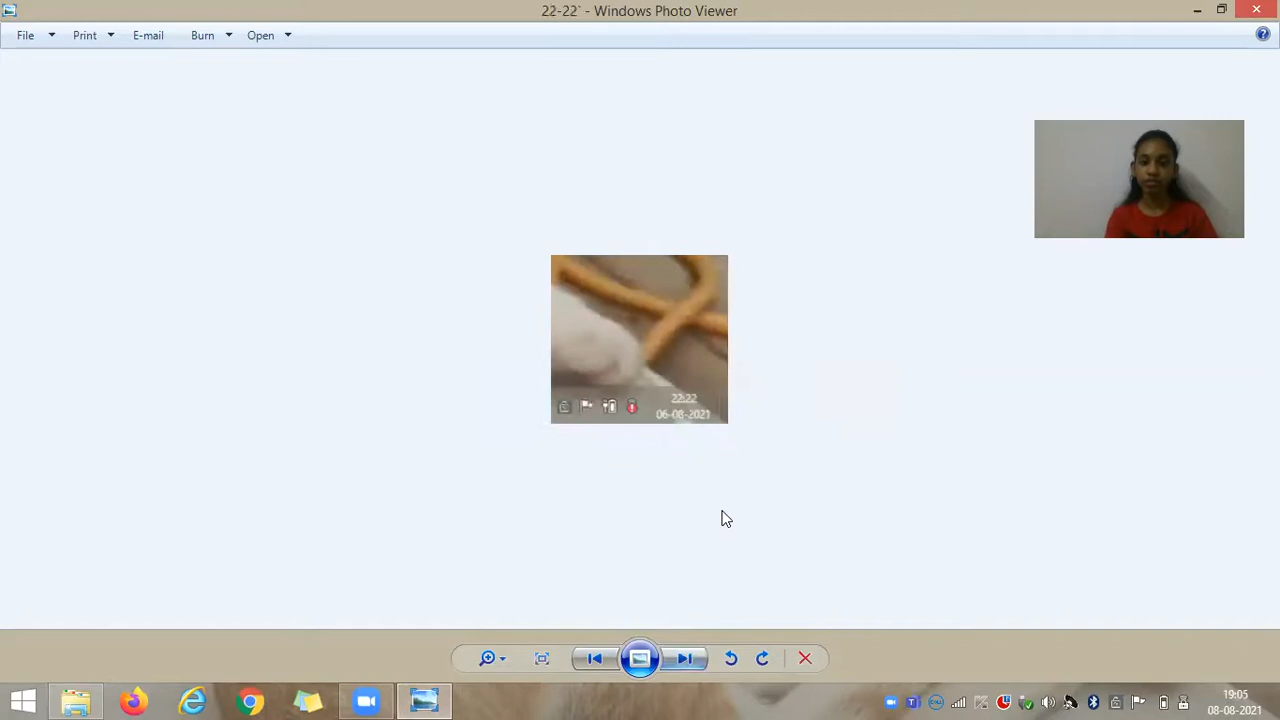 22-22` - Windows Photo Viewer
File Print E-mail Burn Open
22:22
06-08-2021
19:05
08-08-2021